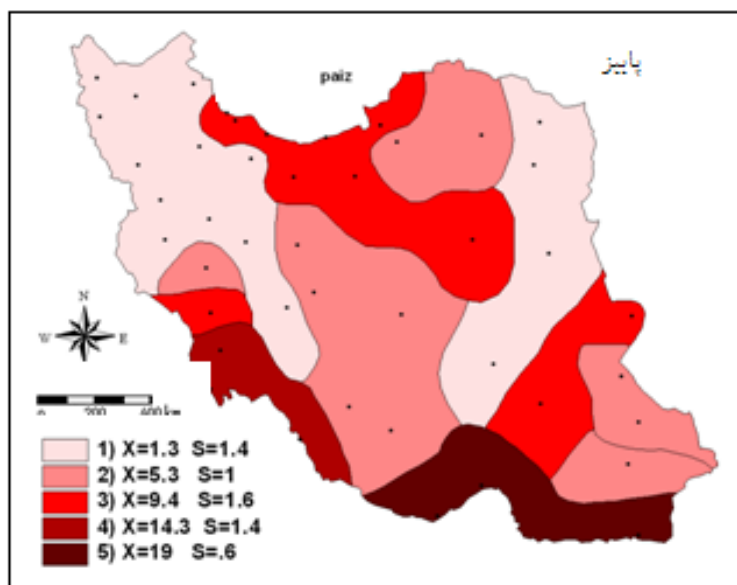 paiz
پاییز
N
W E
S
0 200 400 km
1) X=1.3 S=1.4
2) X=5.3 S=1
3) X=9.4 S=1.6
4) X=14.3 S=1.4
5) X=19 S=.6